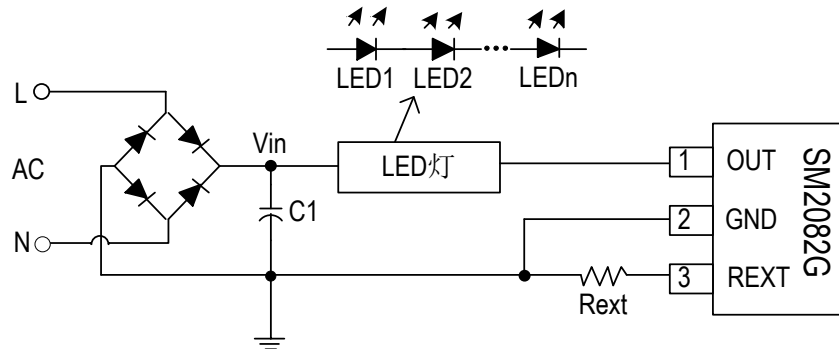 LED1 LED2 LEDn
L
AC
N
Vin
C1
LED灯
1 OUT
2 GND
3 REXT
Rext
SM2082G